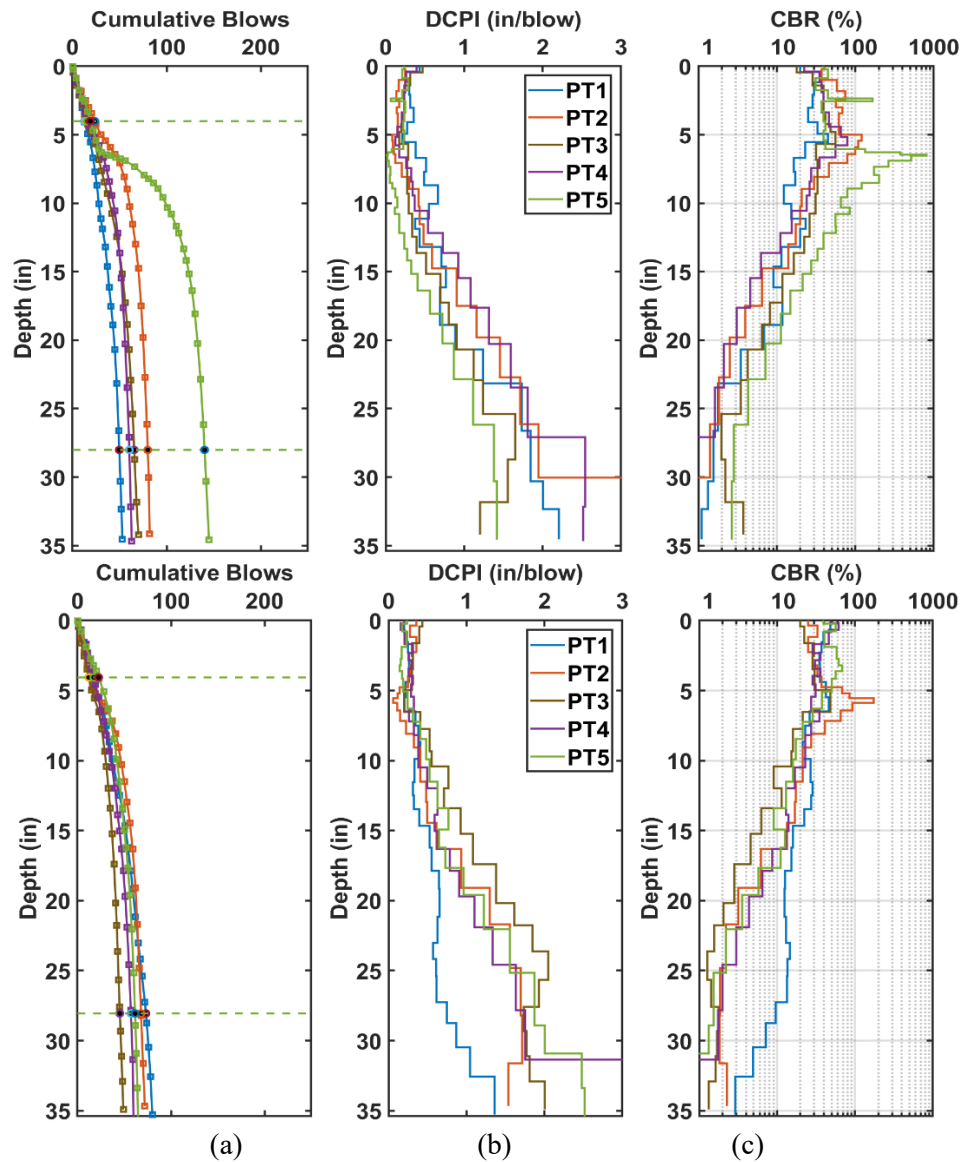 Cumulative Blows DCPI (in/blow) CBR (%)
0 100 200 0 1 2 3 1 10 100 1000
0 0 0
5 5 5
10 10 10
15 15 15
20 20 20
25 25 25
30 30 30
35 35 35
Depth (in) Depth (in) Depth (in)
PT1
PT2
PT3
PT4
PT5
Cumulative Blows DCPI (in/blow) CBR (%)
0 100 200 0 1 2 3 1 10 100 1000
0 0 0
5 5 5
10 10 10
15 15 15
20 20 20
25 25 25
30 30 30
35 35 35
Depth (in) Depth (in) Depth (in)
PT1
PT2
PT3
PT4
PT5
(a) (b) (c)